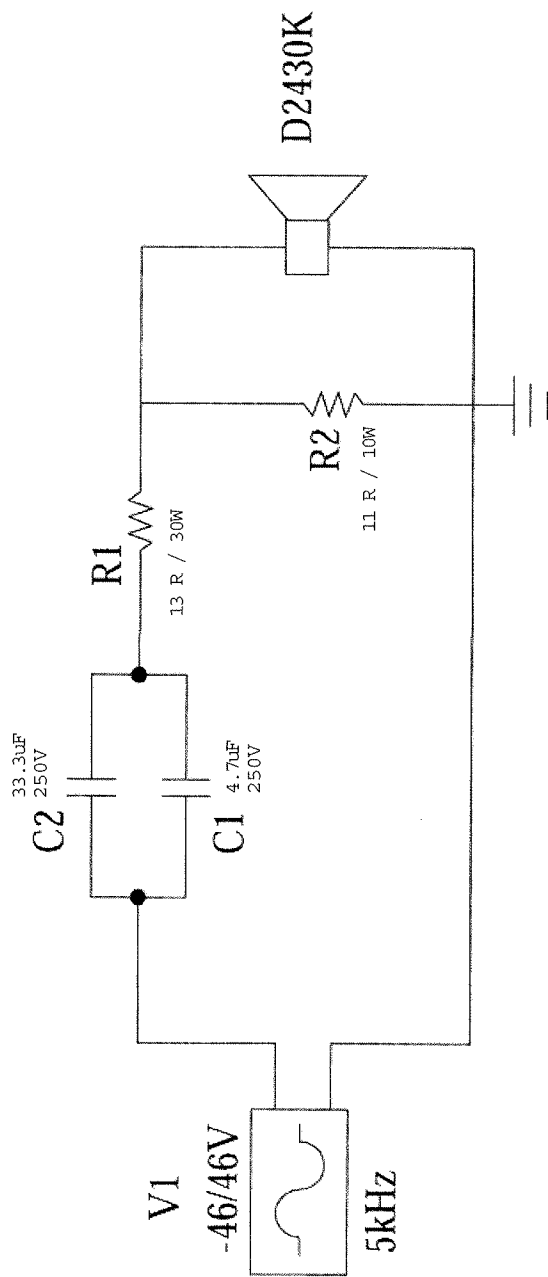 V1
-46/46V
5kHz
33.3uF
250V
C2
C1
4.7uF
250V
R1
13 R / 30W
R2
11 R / 10W
D2430K